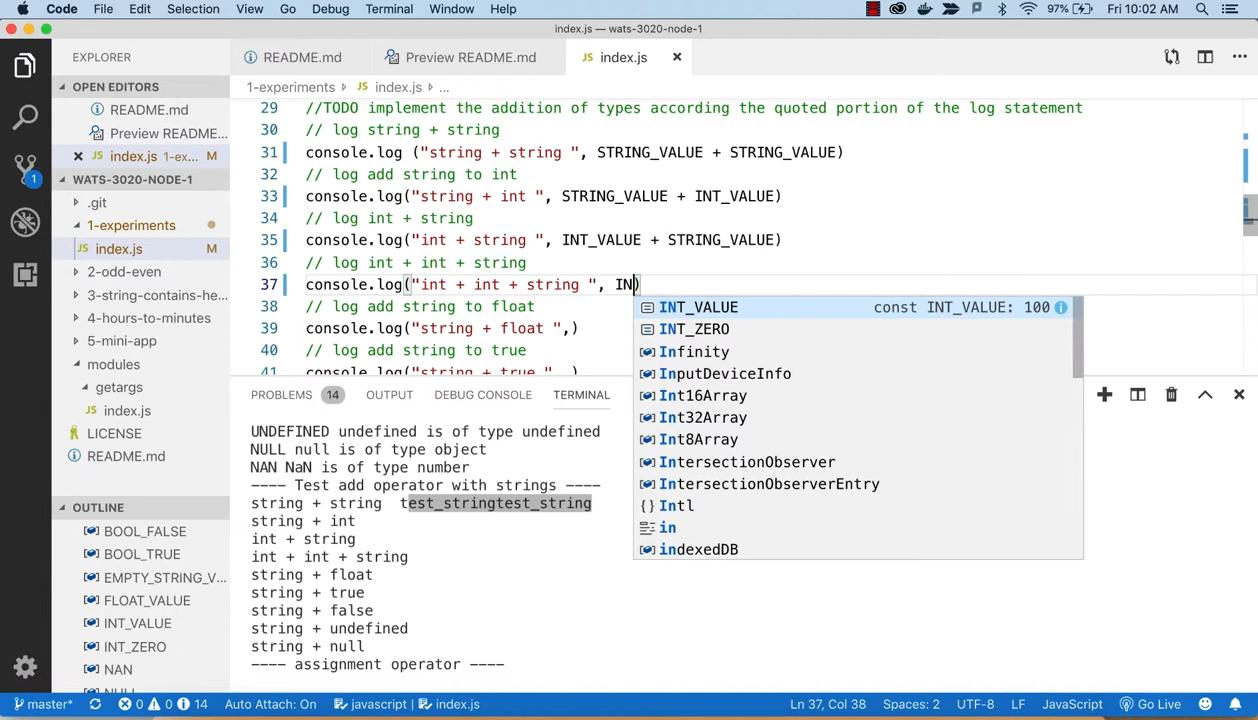 Code File Edit Selection View Go Debug Terminal Window Help 97% Fri 10:02 AM
index.js — wats-3020-node-1
EXPLORER
README.md Preview README.md JS index.js ×
OPEN EDITORS
README.md
Preview README...
× JS index.js 1-ex... M
WATS-3020-NODE-1
.git
1-experiments
JS index.js M
2-odd-even
3-string-contains-he...
4-hours-to-minutes
5-mini-app
modules
getargs
index.js
LICENSE
README.md
OUTLINE
BOOL_FALSE
BOOL_TRUE
EMPTY_STRING_V...
FLOAT_VALUE
INT_VALUE
INT_ZERO
NAN
1
1-experiments JS index.js ...
29 //TODO implement the addition of types according the quoted portion of the log statement
30 // log string + string
31 console.log ("string + string ", STRING_VALUE + STRING_VALUE)
32 // log add string to int
33 console.log("string + int ", STRING_VALUE + INT_VALUE)
34 // log int + string
35 console.log("int + string ", INT_VALUE + STRING_VALUE)
36 // log int + int + string
37 console.log("int + int + string ", IN)
38 // log add string to float
39 console.log("string + float ",)
40 // log add string to true
41 console.log("string + true ", )
INT_VALUE const INT_VALUE: 100
INT_ZERO
Infinity
InputDeviceInfo
Int16Array
Int32Array
Int8Array
IntersectionObserver
IntersectionObserverEntry
Intl
in
indexedDB
PROBLEMS 14 OUTPUT DEBUG CONSOLE TERMINAL
UNDEFINED undefined is of type undefined
NULL null is of type object
NAN NaN is of type number
---- Test add operator with strings ----
string + string  test_stringtest_string
string + int
int + string
int + int + string
string + float
string + true
string + false
string + undefined
string + null
---- assignment operator ----
master* 0 0 14 Auto Attach: On javascript | index.js Ln 37, Col 38 Spaces: 2 UTF-8 LF JavaScript Go Live